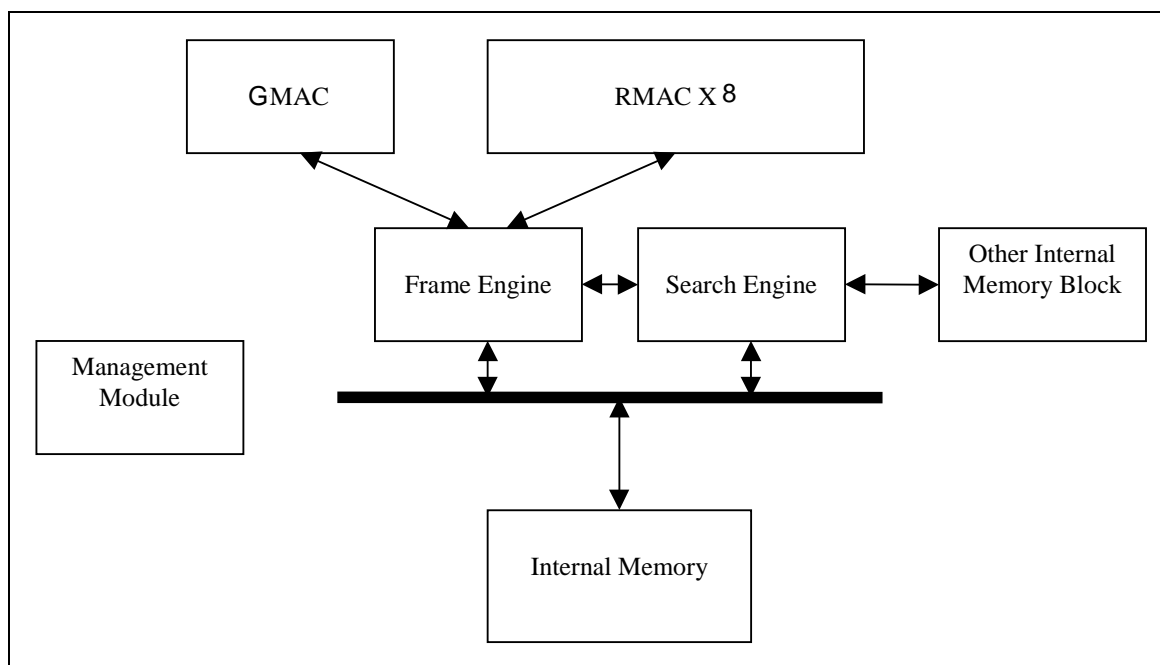 GMAC
RMAC X 8
Frame Engine
Search Engine
Other Internal
Memory Block
Management
Module
Internal Memory